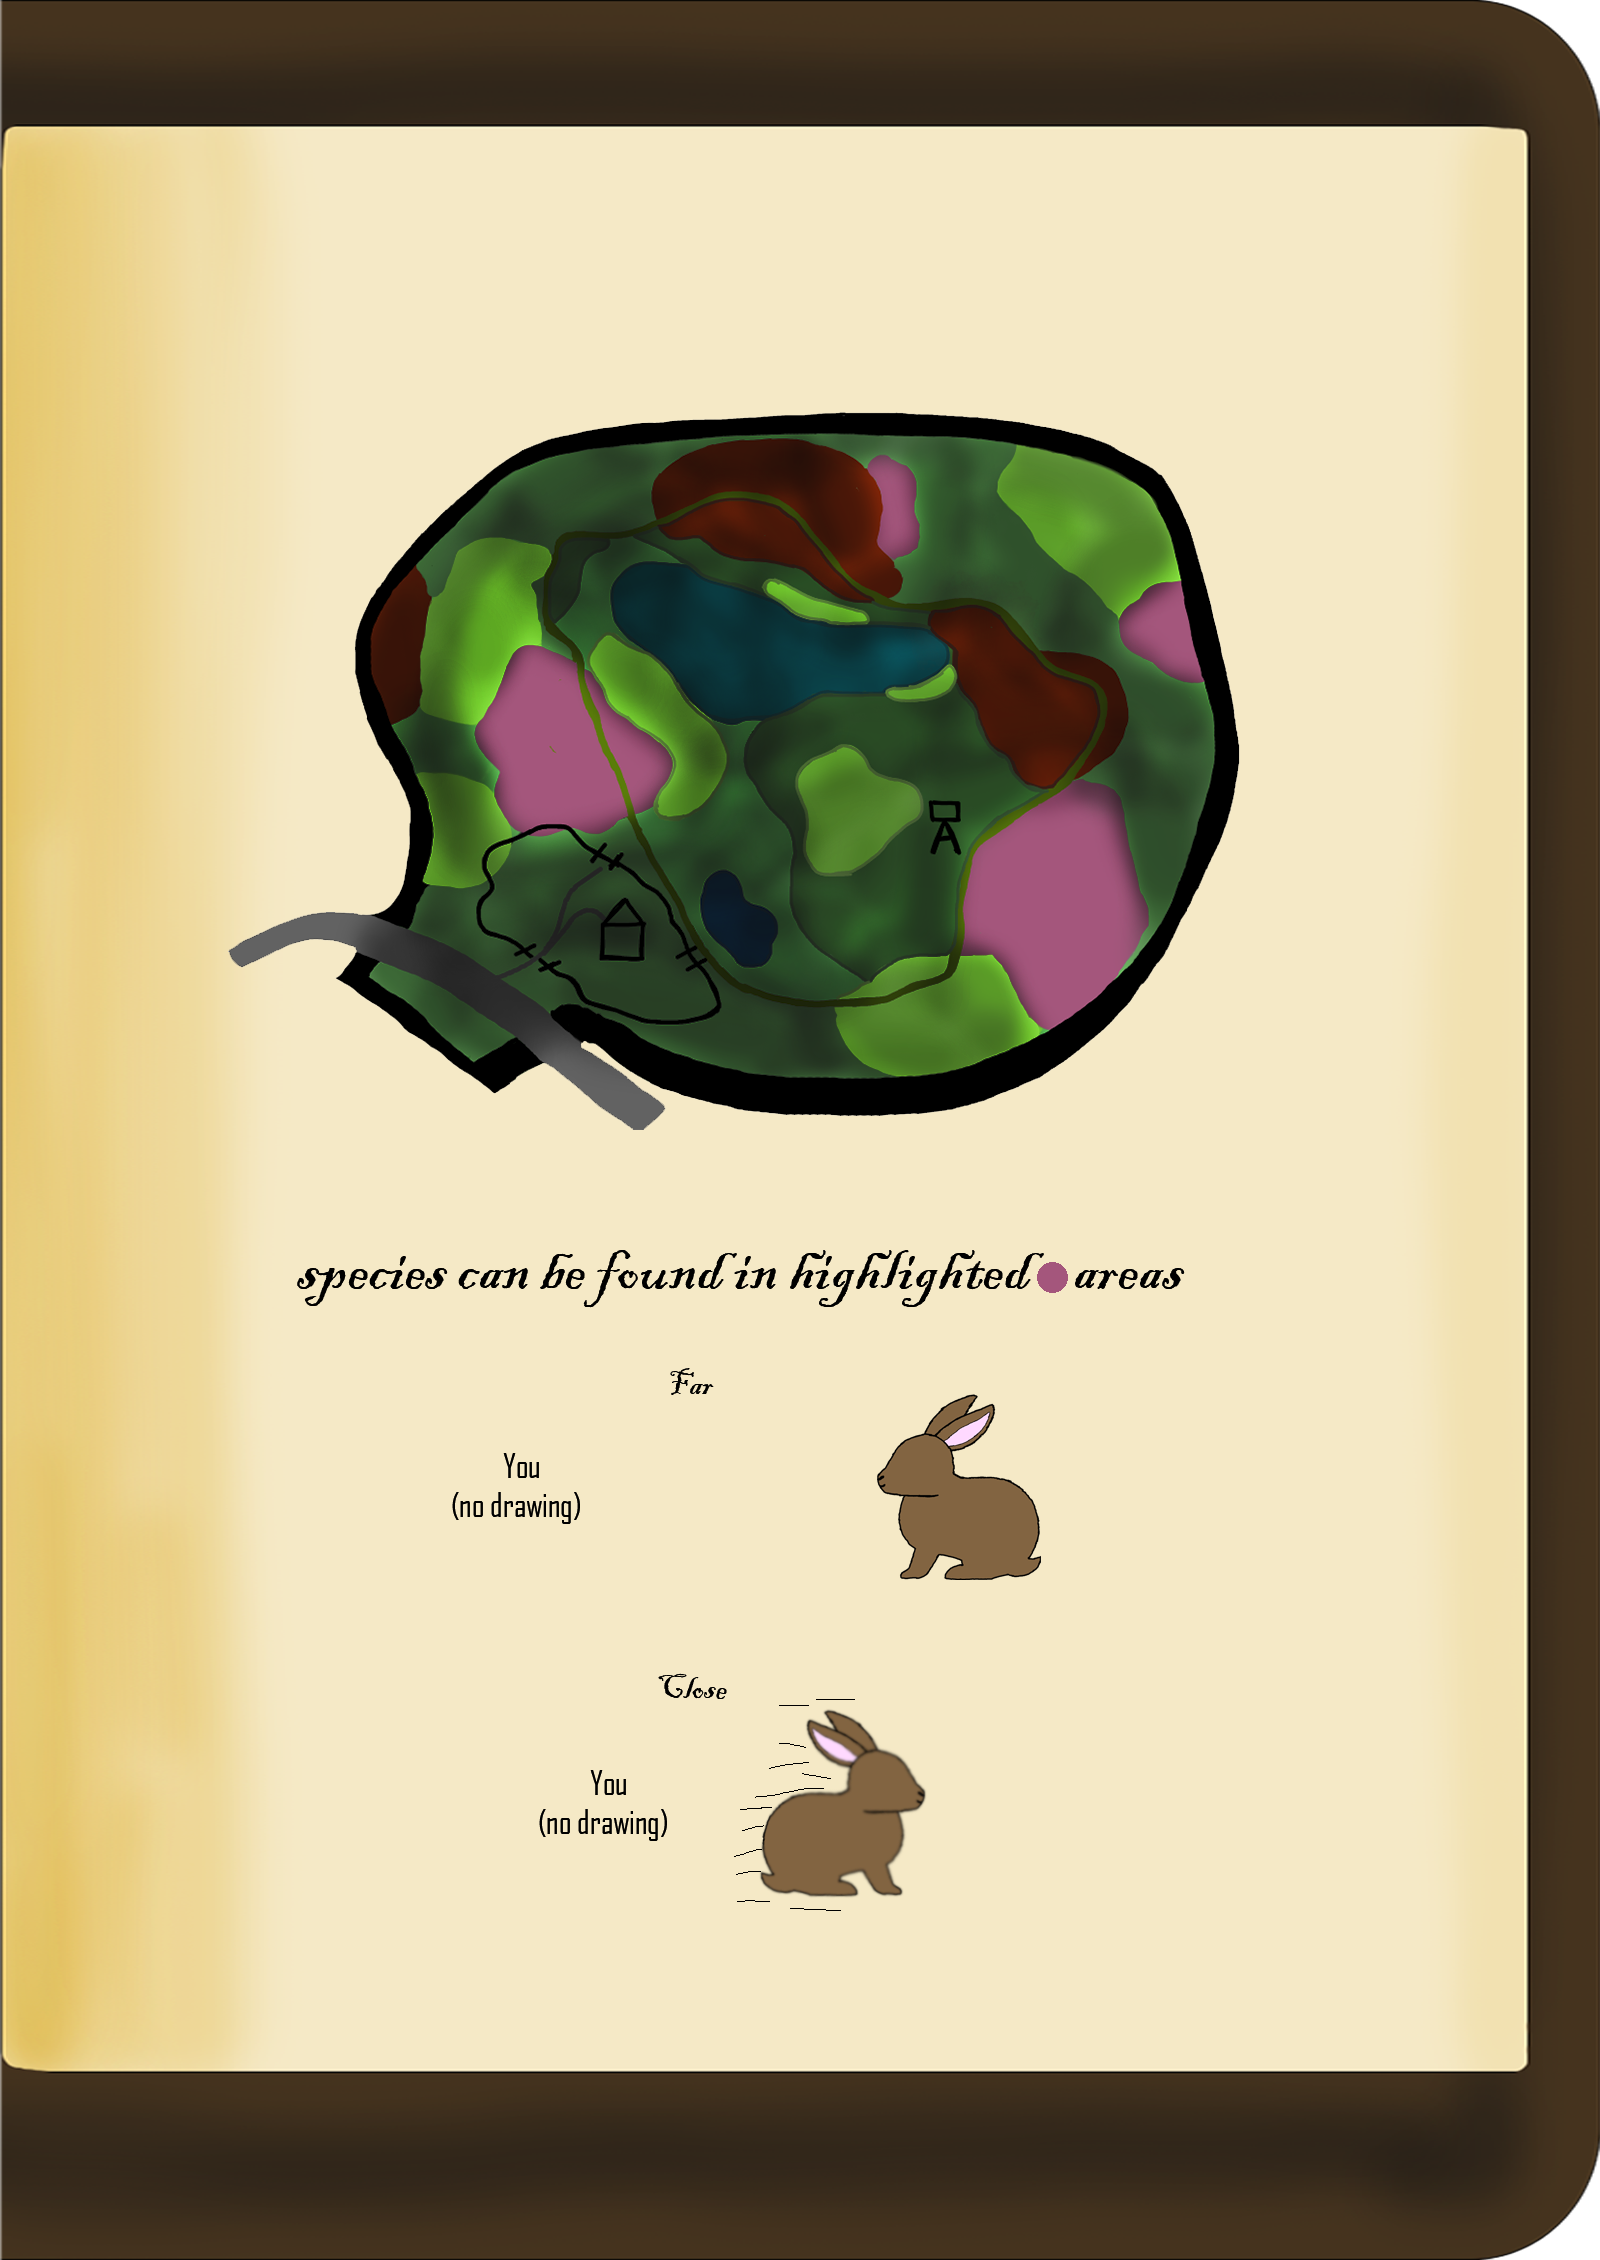 species can be found in highlighted areas
Far
You
(no drawing)
Close
You
(no drawing)